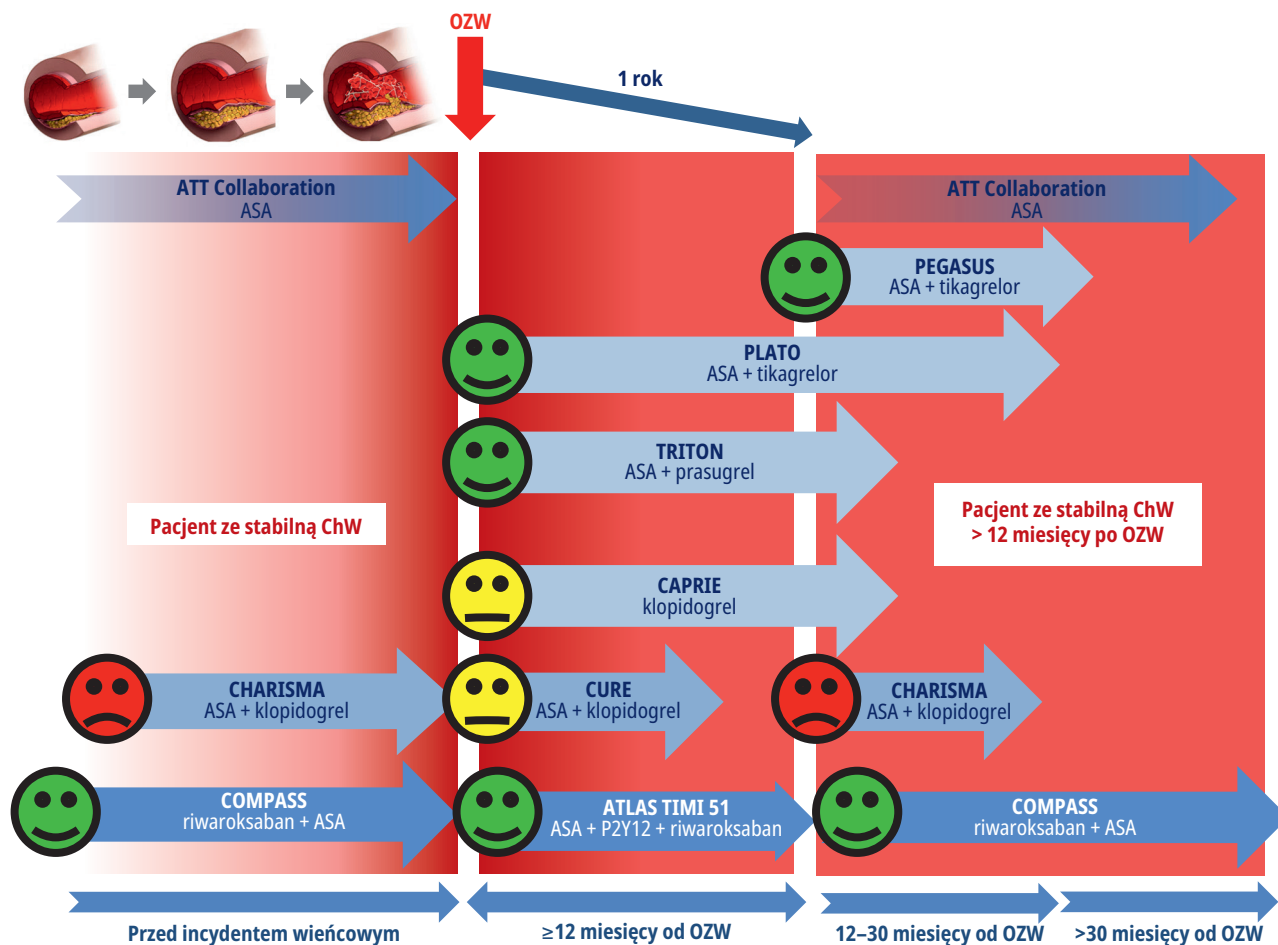 OZW
1 rok
ATT Collaboration
ASA
ATT Collaboration
ASA
PEGASUS
ASA + tikagrelor
PLATO
ASA + tikagrelor
TRITON
ASA + prasugrel
Pacjent ze stabilną ChW
Pacjent ze stabilną ChW
> 12 miesięcy po OZW
CAPRIE
klopidogrel
CHARISMA
ASA + klopidogrel
CURE
ASA + klopidogrel
CHARISMA
ASA + klopidogrel
COMPASS
riwaroksaban + ASA
ATLAS TIMI 51
ASA + P2Y12 + riwaroksaban
COMPASS
riwaroksaban + ASA
Przed incydentem wieńcowym
≥12 miesięcy od OZW
12–30 miesięcy od OZW
>30 miesięcy od OZW